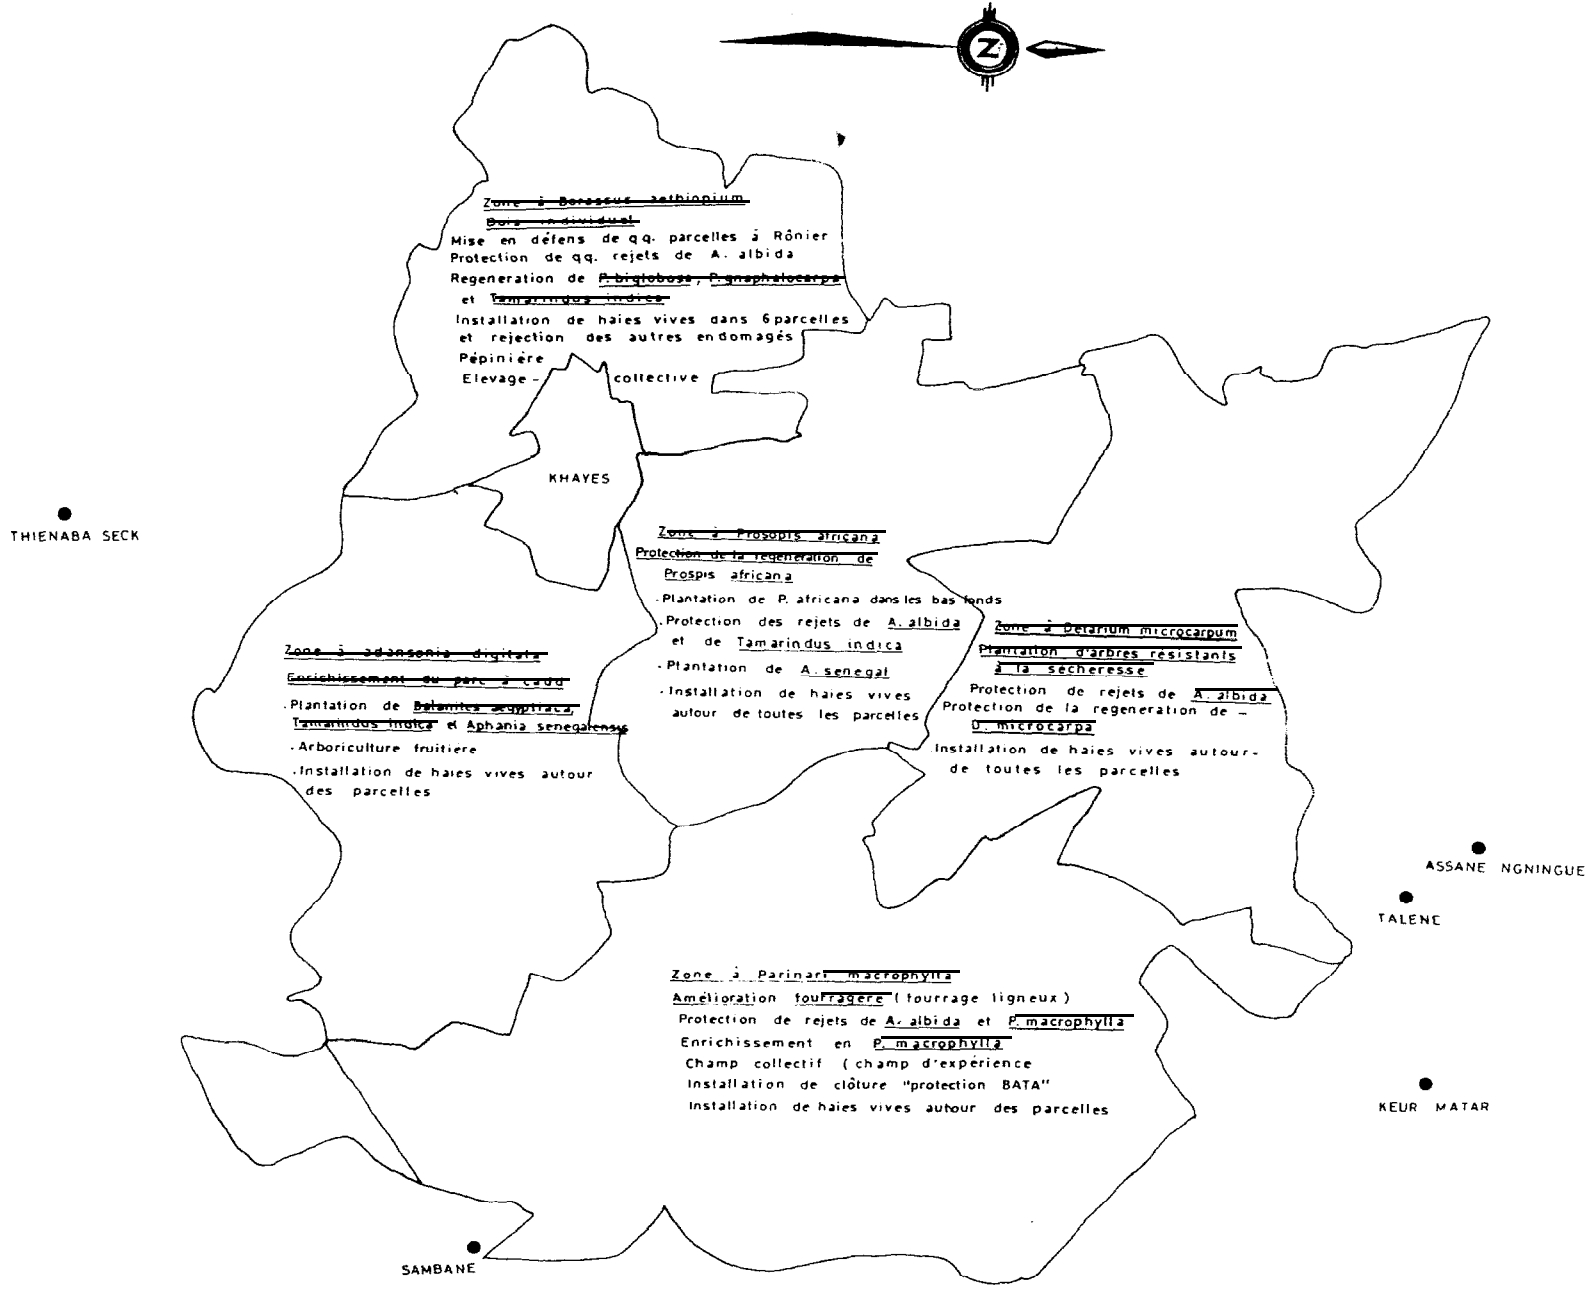 Z
Zone à Borassus aethiopium
Bois individuel
Mise en défens de qq. parcelles à Rônier
Protection de qq. rejets de A. albida
Regeneration de P. biglobosa, P. gnaphalocarpa
et Tamarindus indica
Installation de haies vives dans 6 parcelles
et rejection des autres endomagés
Pépinière
Elevage - collective
KHAYES
THIENABA SECK
Zone à Prosopis africana
Protection de la regeneration de
Prospis africana
. Plantation de P. africana dans les bas fonds
. Protection des rejets de A. albida
et de Tamarindus indica
. Plantation de A. senegal
. Installation de haies vives
autour de toutes les parcelles
Zone à Detarium microcarpum
Plantation d'arbres résistants
à la sécheresse
Protection de rejets de A. albida
Protection de la regeneration de -
D. microcarpa
Installation de haies vives autour-
de toutes les parcelles
Zone à adansonia digitata
Enrichissement du parc à cadd
. Plantation de Balanites aegyptiaca,
Tamarindus indica et Aphania senegalensis
. Arboriculture fruitière
. Installation de haies vives autour
des parcelles
ASSANE NGNINGUE
TALENE
Zone à Parinari macrophylla
Amélioration fourragère (fourrage ligneux)
Protection de rejets de A. albida et P. macrophylla
Enrichissement en P. macrophylla
Champ collectif (champ d'expérience
Installation de clôture "protection BATA"
Installation de haies vives autour des parcelles
KEUR MATAR
SAMBANE